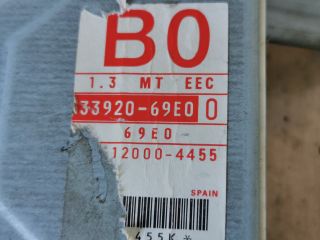 B0
1.3 MT EEC
33920-69E0 0
69E0
12000-4455
SPAIN
455K*